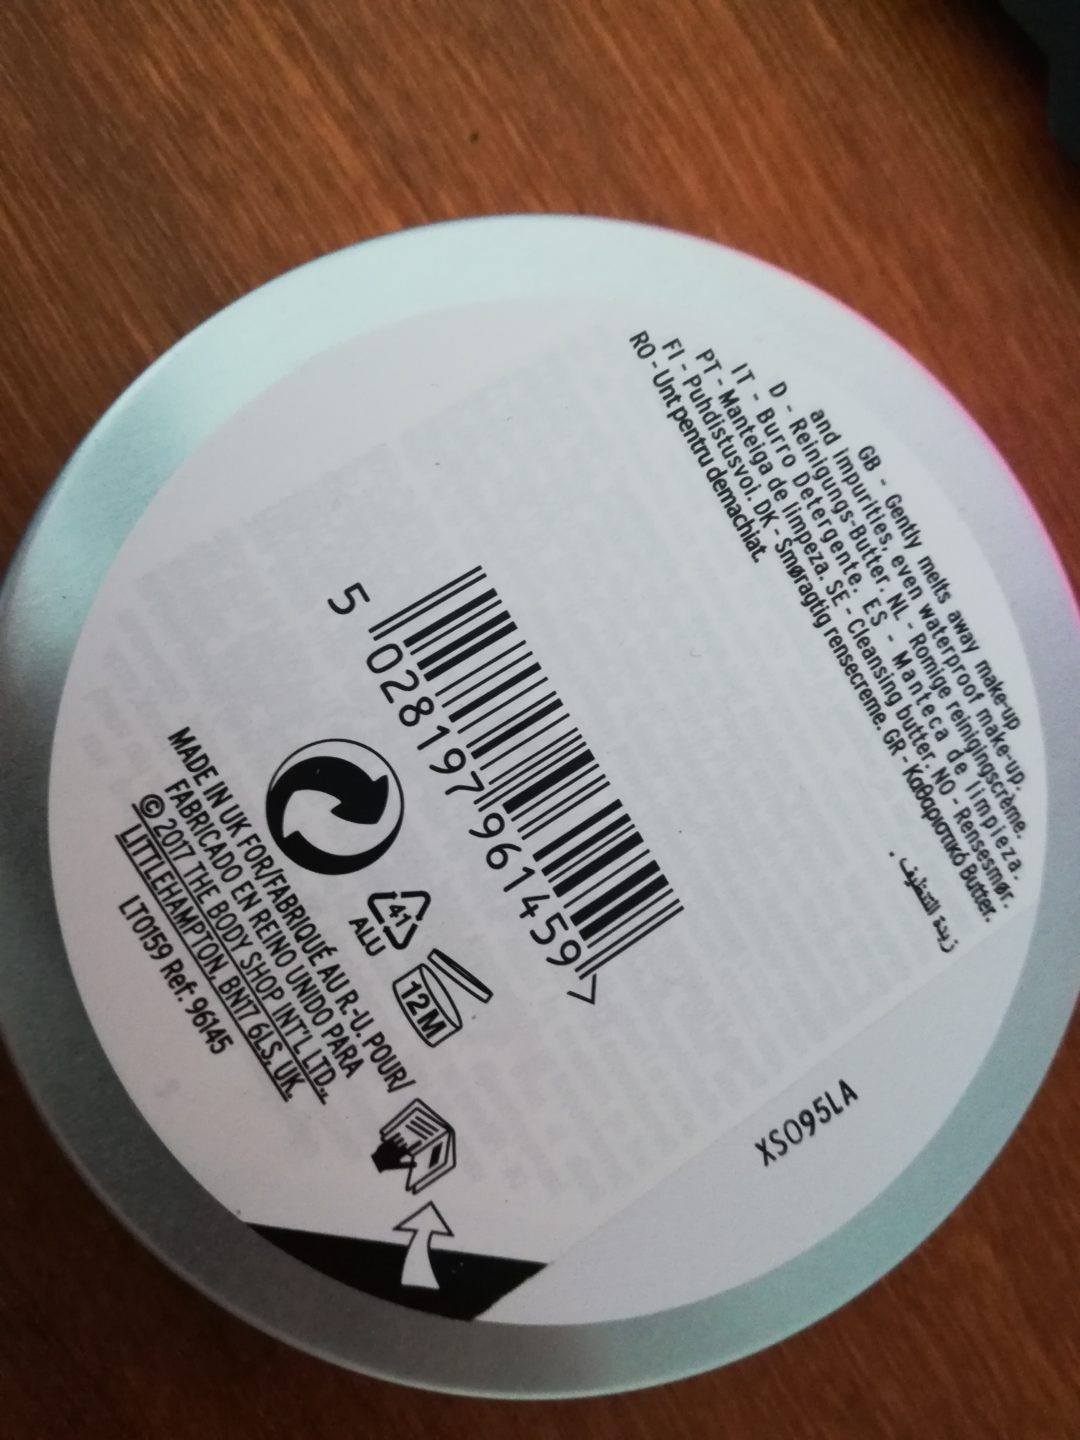 GB - Gently melts away make-up
and impurities, even waterproof make-up.
D - Reinigungs-Butter. NL - Romige reinigingscrème.
IT - Burro Detergente. ES - Manteca de limpieza.
PT - Manteiga de limpeza. SE - Cleansing butter. NO - Rensesmør.
FI - Puhdistusvoi. DK - Smøragtig rensecreme. GR - Καθαριστικό Butter.
RO - Unt pentru demachiat.
زبدة التنظيف.
5 028197 961459 >
41
ALU
12M
MADE IN UK FOR/FABRIQUÉ AU R.-U. POUR/
FABRICADO EN REINO UNIDO PARA
© 2017 THE BODY SHOP INT'L LTD.,
LITTLEHAMPTON, BN17 6LS, UK.
LT0159 Ref: 96145
XS095LA